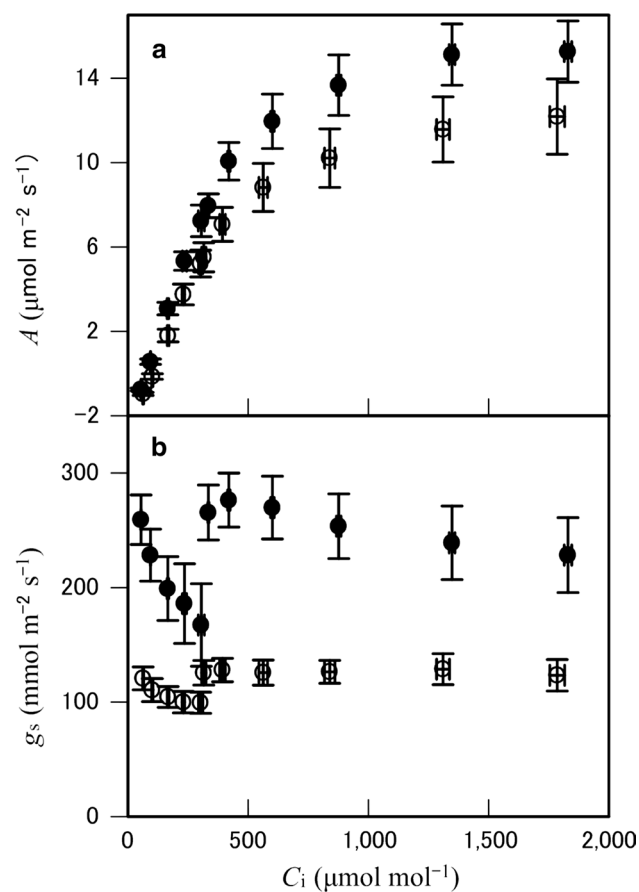 a
14
10
6
2
−2
A (μmol m−2 s−1)
b
300
200
100
0
gs (mmol m−2 s−1)
0 500 1,000 1,500 2,000
Ci (μmol mol−1)